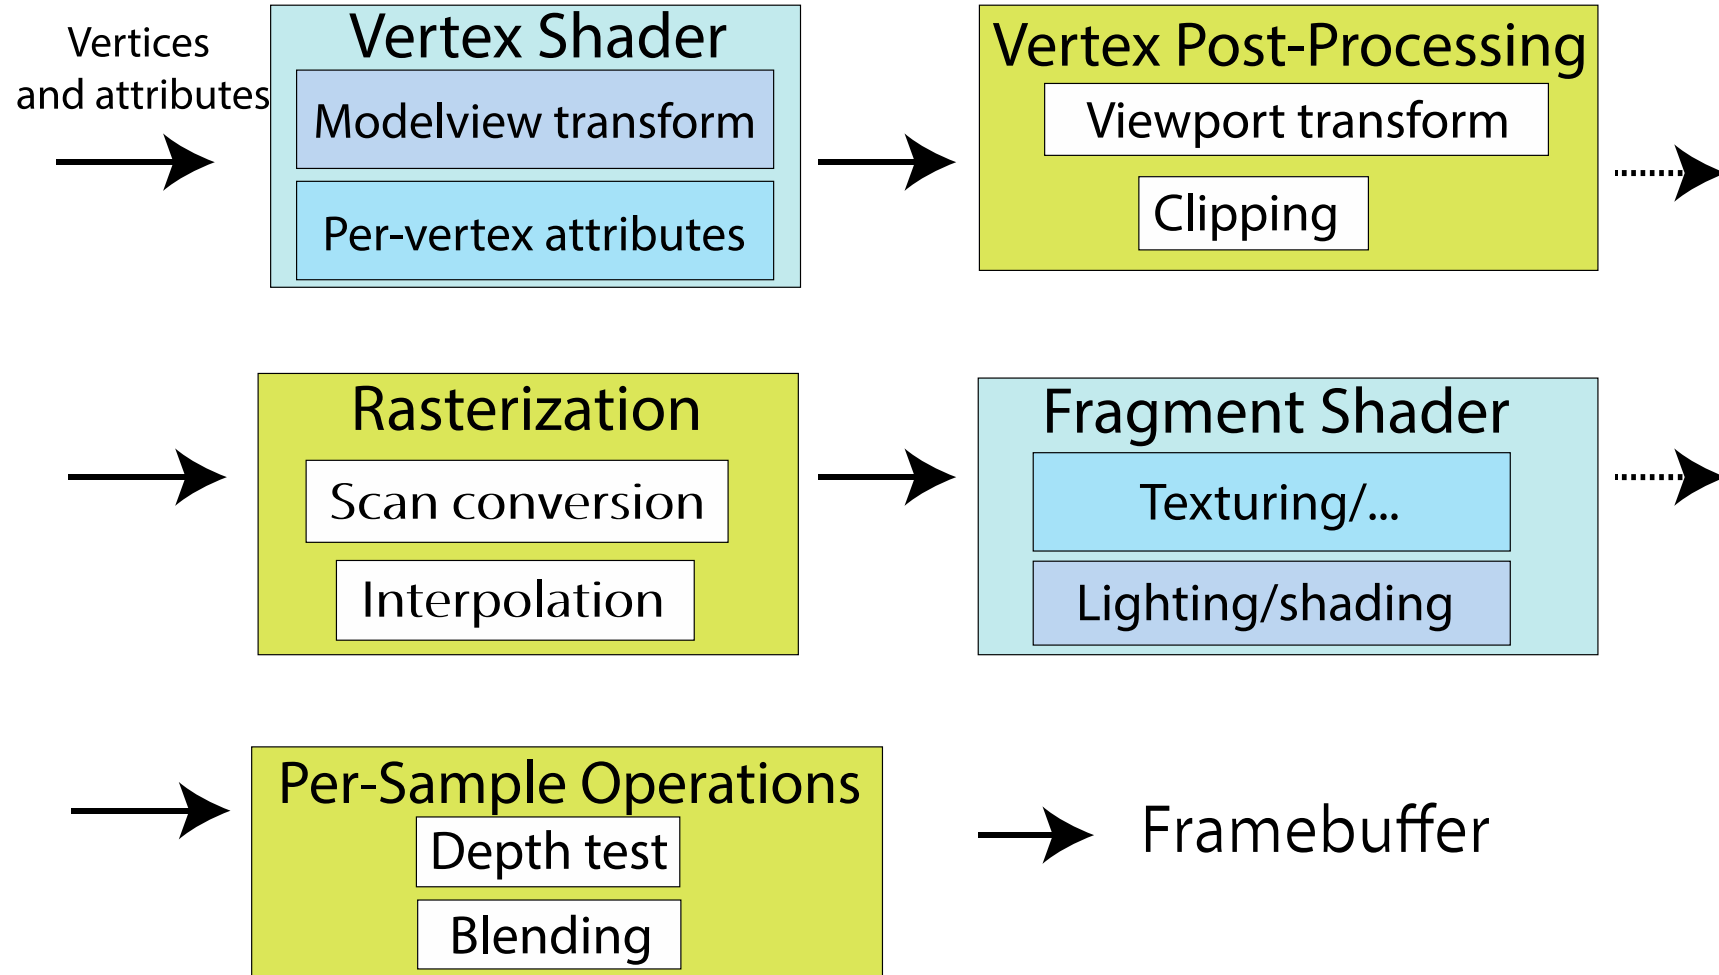 Vertices
and attributes
Vertex Shader
Modelview transform
Per-vertex attributes
Vertex Post-Processing
Viewport transform
Clipping
Rasterization
Scan conversion
Interpolation
Fragment Shader
Texturing/...
Lighting/shading
Per-Sample Operations
Depth test
Blending
Framebuffer